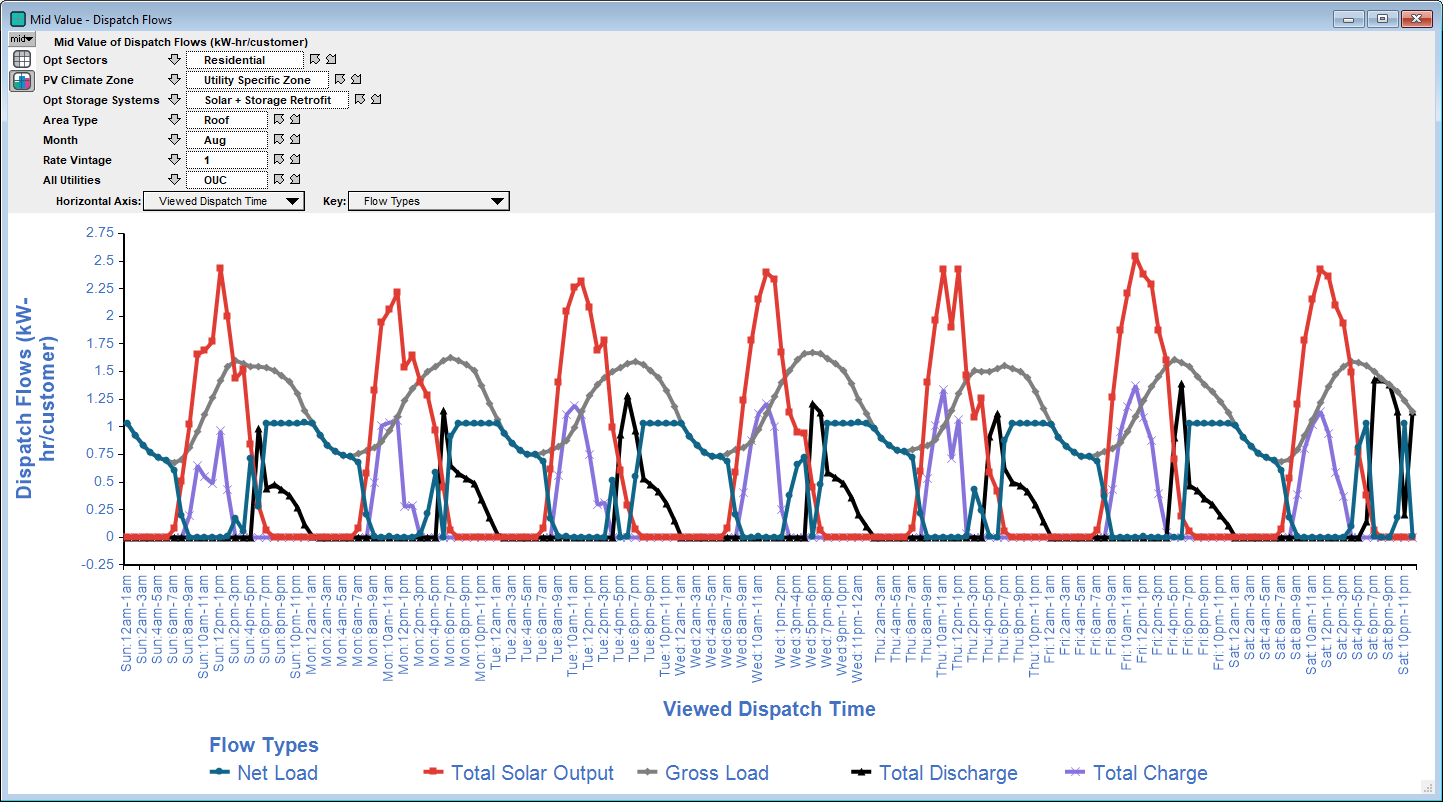 Mid Value - Dispatch Flows
mid
Mid Value of Dispatch Flows (kW-hr/customer)
Opt Sectors Residential
PV Climate Zone Utility Specific Zone
Opt Storage Systems Solar + Storage Retrofit
Area Type Roof
Month Aug
Rate Vintage 1
All Utilities OUC
Horizontal Axis: Viewed Dispatch Time Key: Flow Types
Dispatch Flows (kW-
hr/customer)
2.75
2.5
2.25
2
1.75
1.5
1.25
1
0.75
0.5
0.25
0
-0.25
Sun:12am-1am
Sun:2am-3am
Sun:4am-5am
Sun:6am-7am
Sun:8am-9am
Sun:10am-11am
Sun:12pm-1pm
Sun:2pm-3pm
Sun:4pm-5pm
Sun:6pm-7pm
Sun:8pm-9pm
Sun:10pm-11pm
Mon:12am-1am
Mon:2am-3am
Mon:4am-5am
Mon:6am-7am
Mon:8am-9am
Mon:10am-11am
Mon:12pm-1pm
Mon:2pm-3pm
Mon:4pm-5pm
Mon:6pm-7pm
Mon:8pm-9pm
Mon:10pm-11pm
Tue:12am-1am
Tue:2am-3am
Tue:4am-5am
Tue:6am-7am
Tue:8am-9am
Tue:10am-11am
Tue:12pm-1pm
Tue:2pm-3pm
Tue:4pm-5pm
Tue:6pm-7pm
Tue:8pm-9pm
Tue:10pm-11pm
Wed:12am-1am
Wed:2am-3am
Wed:4am-5am
Wed:6am-7am
Wed:8am-9am
Wed:10am-11am
Wed:1pm-2pm
Wed:3pm-4pm
Wed:5pm-6pm
Wed:7pm-8pm
Wed:9pm-10pm
Wed:11pm-12am
Thu:2am-3am
Thu:4am-5am
Thu:6am-7am
Thu:8am-9am
Thu:10am-11am
Thu:12pm-1pm
Thu:2pm-3pm
Thu:4pm-5pm
Thu:6pm-7pm
Thu:8pm-9pm
Thu:10pm-11pm
Fri:12am-1am
Fri:2am-3am
Fri:4am-5am
Fri:6am-7am
Fri:8am-9am
Fri:10am-11am
Fri:12pm-1pm
Fri:2pm-3pm
Fri:4pm-5pm
Fri:6pm-7pm
Fri:8pm-9pm
Fri:10pm-11pm
Sat:12am-1am
Sat:2am-3am
Sat:4am-5am
Sat:6am-7am
Sat:8am-9am
Sat:10am-11am
Sat:12pm-1pm
Sat:2pm-3pm
Sat:4pm-5pm
Sat:6pm-7pm
Sat:8pm-9pm
Sat:10pm-11pm
Viewed Dispatch Time
Flow Types
Net Load Total Solar Output Gross Load Total Discharge Total Charge